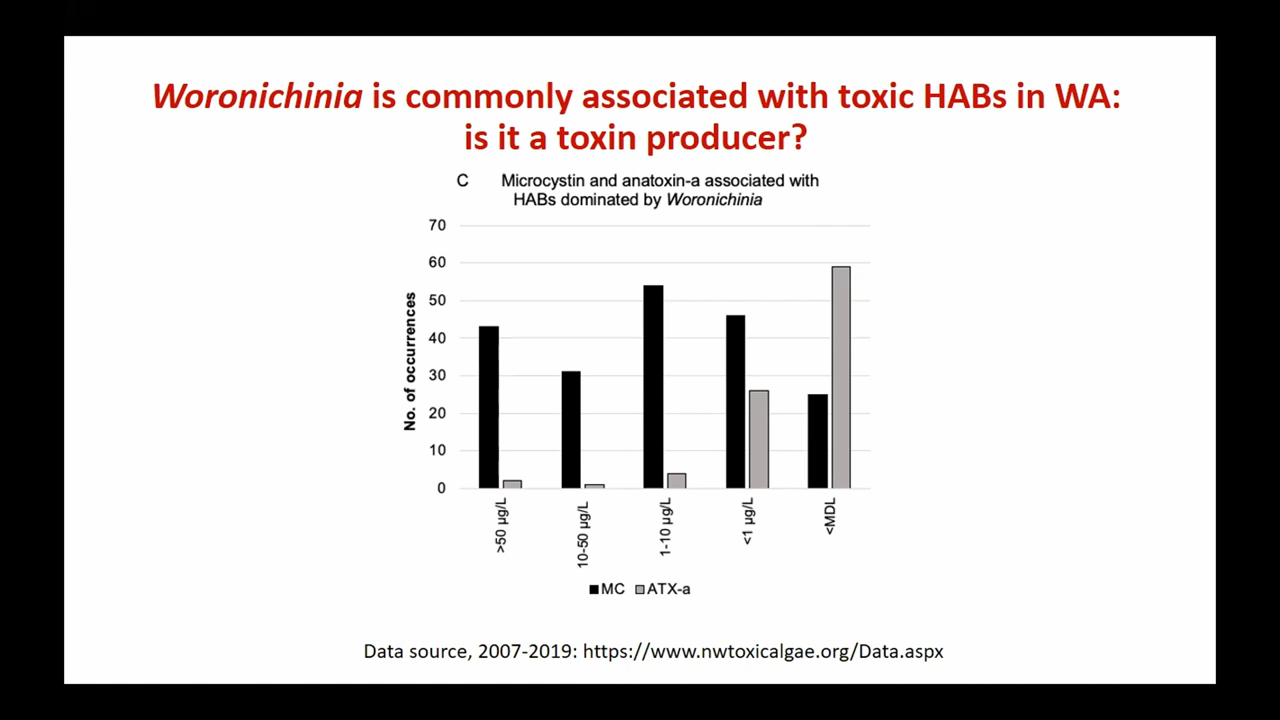 Woronichinia is commonly associated with toxic HABs in WA:
is it a toxin producer?
C Microcystin and anatoxin-a associated with
HABs dominated by Woronichinia
70
60
50
40
30
20
10
0
No. of occurrences
>50 µg/L
10-50 µg/L
1-10 µg/L
<1 µg/L
<MDL
MC ATX-a
Data source, 2007-2019: https://www.nwtoxicalgae.org/Data.aspx